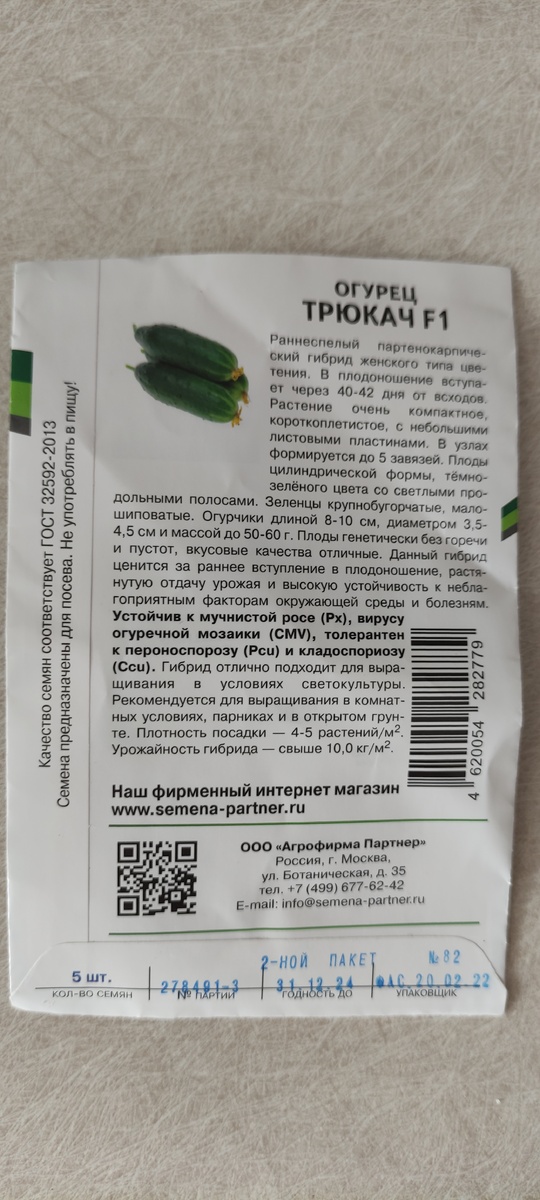 ОГУРЕЦ
ТРЮКАЧ F1
Раннеспелый партенокарпиче-
ский гибрид женского типа цве-
тения. В плодоношение вступа-
ет через 40-42 дня от всходов.
Растение очень компактное,
короткоплетистое, с небольшими
листовыми пластинами. В узлах
формируется до 5 завязей. Плоды
цилиндрической формы, тёмно-
зелёного цвета со светлыми про-
дольными полосами. Зеленцы крупнобугорчатые, мало-
шиповатые. Огурчики длиной 8-10 см, диаметром 3,5-
4,5 см и массой до 50-60 г. Плоды генетически без горечи
и пустот, вкусовые качества отличные. Данный гибрид
ценится за раннее вступление в плодоношение, растя-
нутую отдачу урожая и высокую устойчивость к небла-
гоприятным факторам окружающей среды и болезням.
Устойчив к мучнистой росе (Px), вирусу
огуречной мозаики (CMV), толерантен
к пероноспорозу (Pcu) и кладоспориозу
(Ccu). Гибрид отлично подходит для выра-
щивания в условиях светокультуры.
Рекомендуется для выращивания в комнат-
ных условиях, парниках и в открытом грун-
те. Плотность посадки — 4-5 растений/м².
Урожайность гибрида — свыше 10,0 кг/м².
4 620054 282779
Наш фирменный интернет магазин
www.semena-partner.ru
ООО «Агрофирма Партнер»
Россия, г. Москва,
ул. Ботаническая, д. 35
тел. +7 (499) 677-62-42
E-mail: info@semena-partner.ru
Качество семян соответствует ГОСТ 32592-2013
Семена предназначены для посева. Не употреблять в пищу!
2-НОЙ ПАКЕТ №82
5 шт. 278491-3 31.12.24 ФАС.20.02.22
КОЛ-ВО СЕМЯН № ПАРТИИ ГОДНОСТЬ ДО УПАКОВЩИК